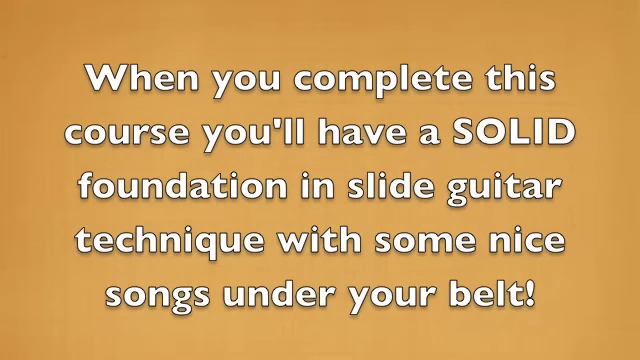 When you complete this
course you'll have a SOLID
foundation in slide guitar
technique with some nice
songs under your belt!